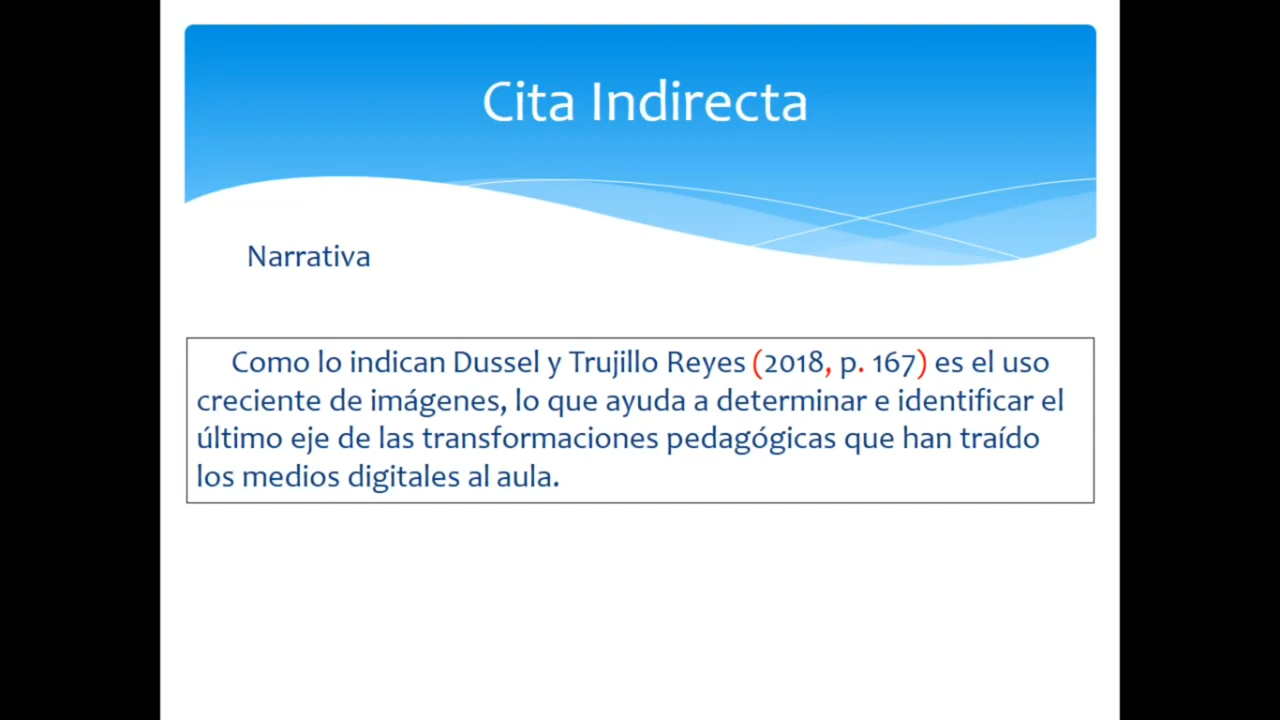 Cita Indirecta
Narrativa
Como lo indican Dussel y Trujillo Reyes (2018, p. 167) es el uso
creciente de imágenes, lo que ayuda a determinar e identificar el
último eje de las transformaciones pedagógicas que han traído
los medios digitales al aula.